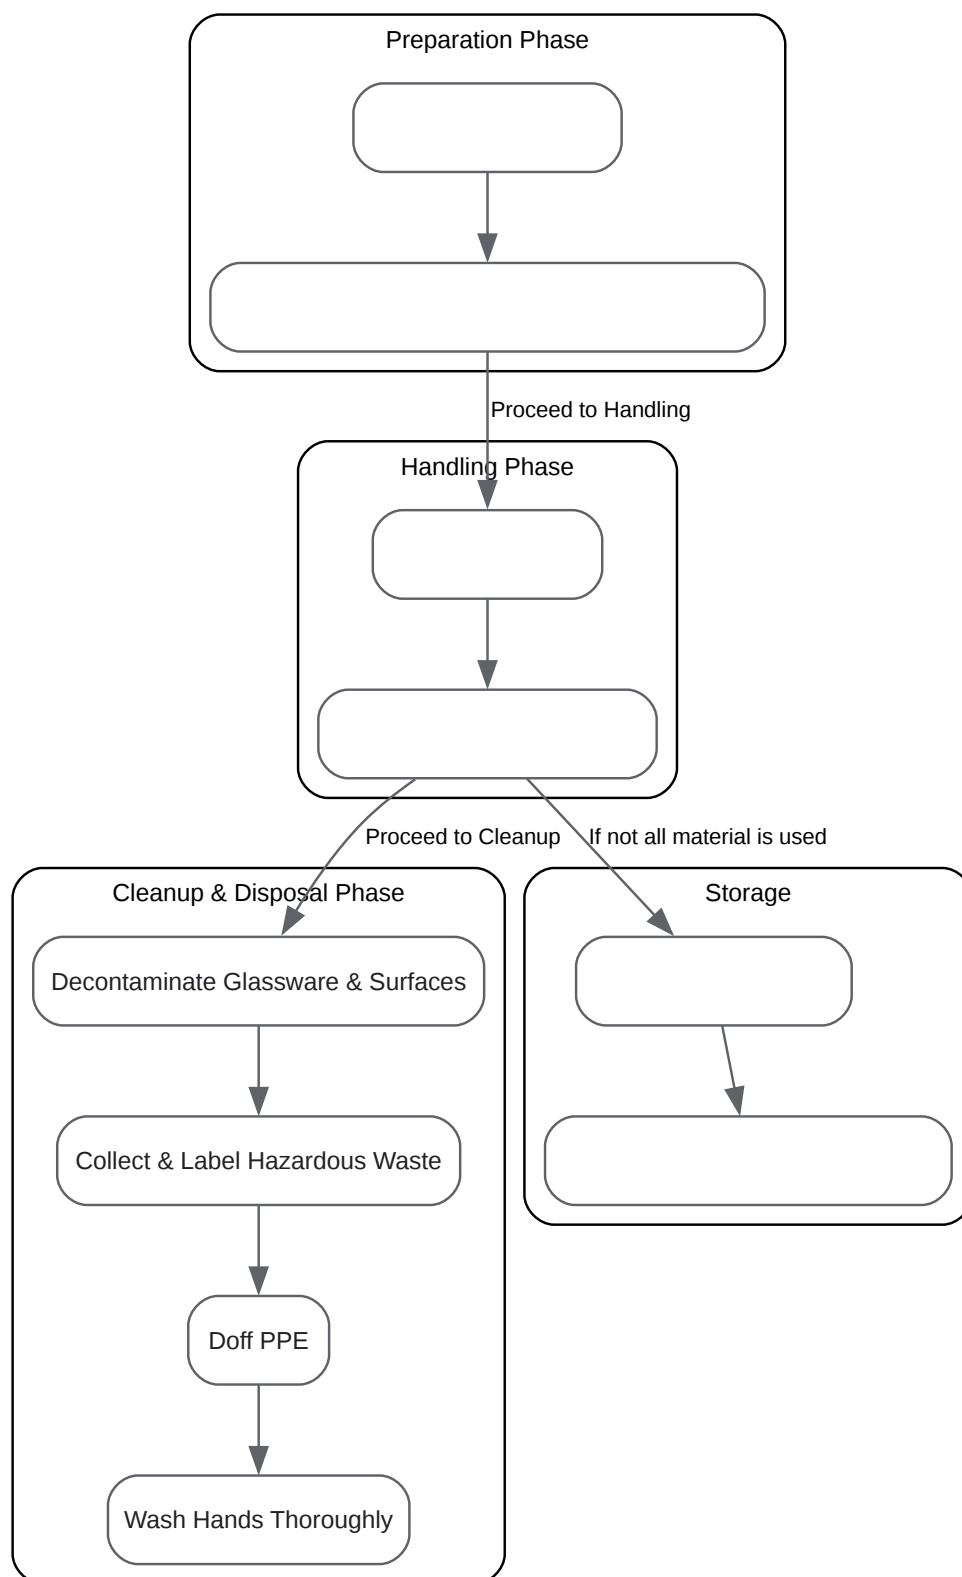 Preparation Phase
Proceed to Handling
Handling Phase
Proceed to Cleanup
If not all material is used
Cleanup & Disposal Phase
Storage
Decontaminate Glassware & Surfaces
Collect & Label Hazardous Waste
Doff PPE
Wash Hands Thoroughly